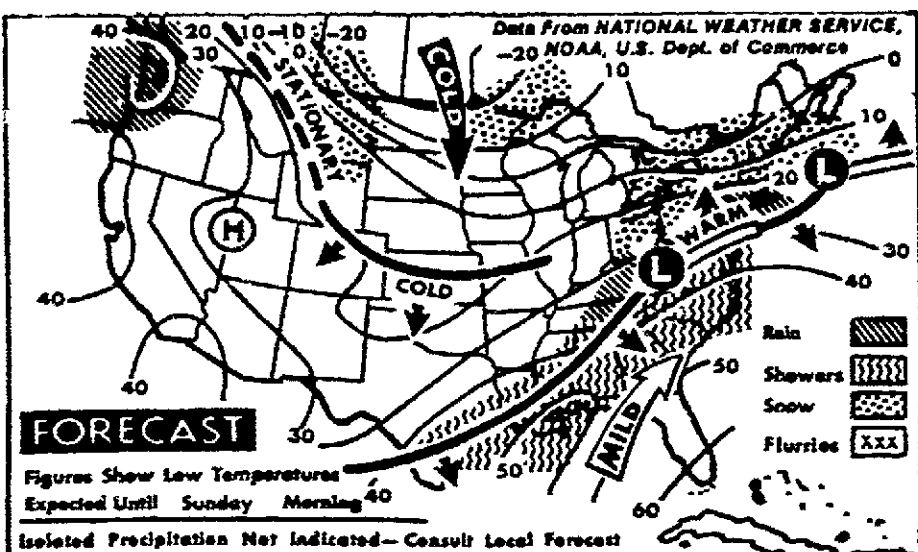 40 20 10 -10 -20
30 0
Data From NATIONAL WEATHER SERVICE,
NOAA, U.S. Dept. of Commerce
-20
10
0
STATIONARY
COLD
10
20
L
WARM
H
L
30
COLD
40
40
40
50
30
MILD
50
40
60
Rain
Showers
Snow
Flurries XXX
FORECAST
Figures Show Low Temperatures
Expected Until Sunday Morning
Isolated Precipitation Not Indicated— Consult Local Forecast